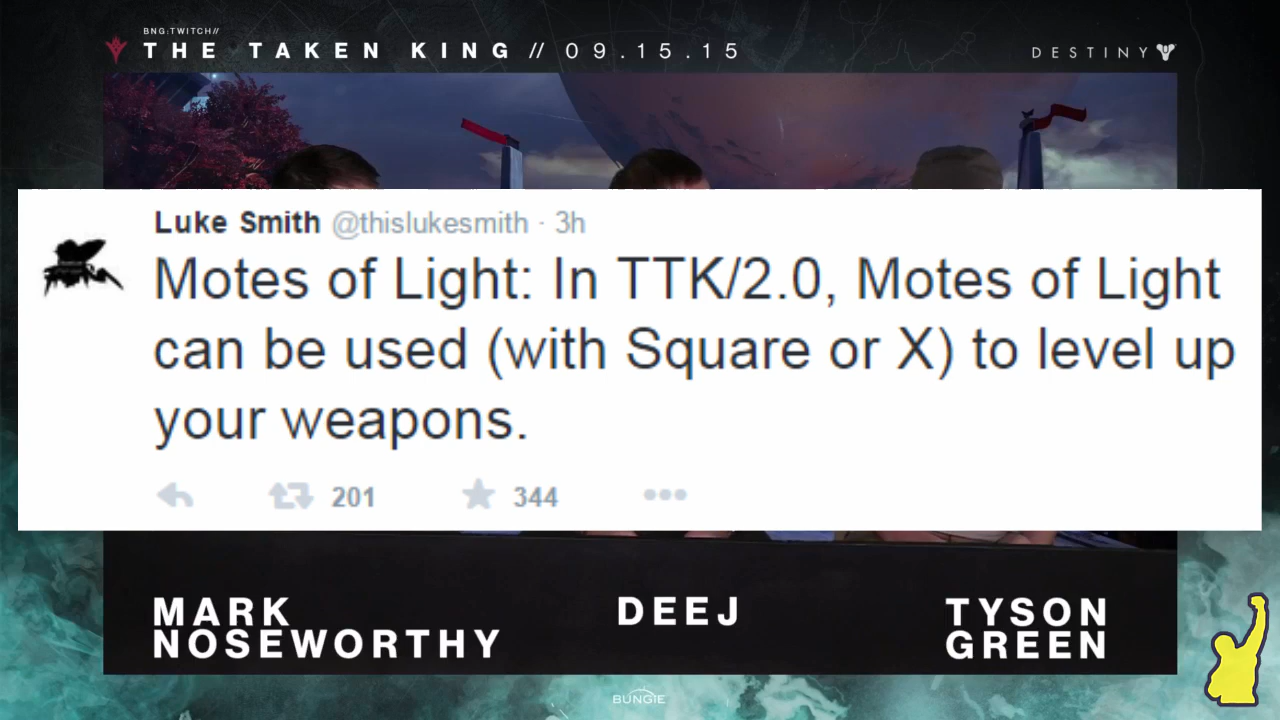 BNG:TWITCH//
THE TAKEN KING // 09.15.15
DESTINY
Luke Smith @thislukesmith · 3h
Motes of Light: In TTK/2.0, Motes of Light
can be used (with Square or X) to level up
your weapons.
201 344
MARK
NOSEWORTHY
DEEJ
TYSON
GREEN
BUNGIE